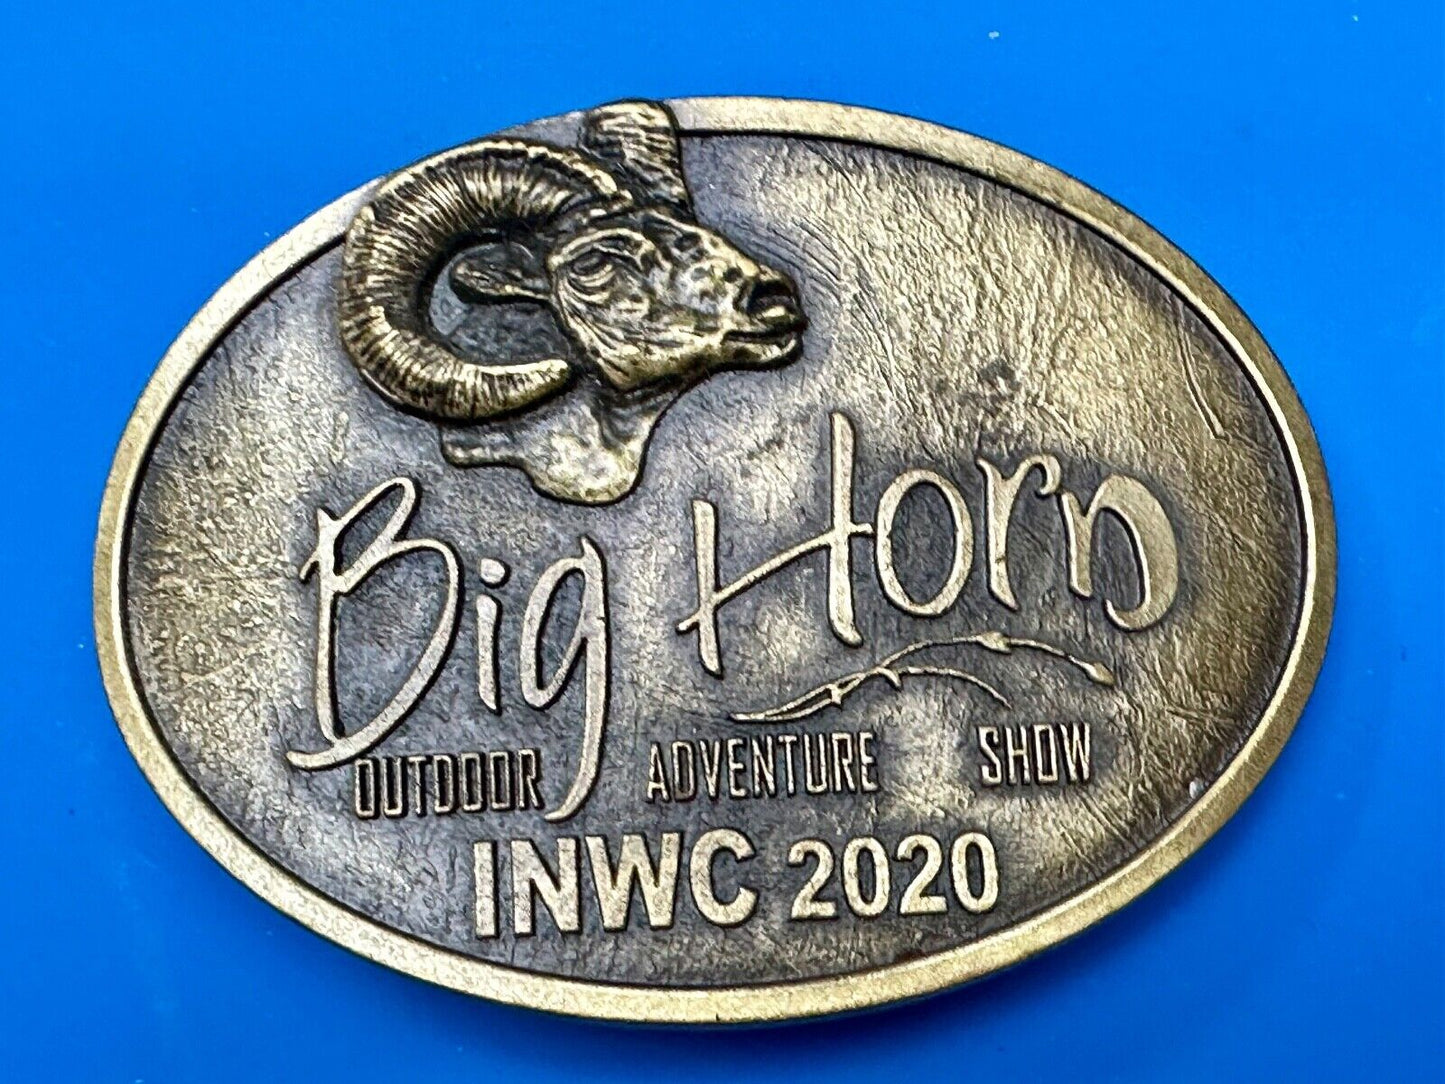 Big Horn
OUTDOOR ADVENTURE SHOW
INWC 2020